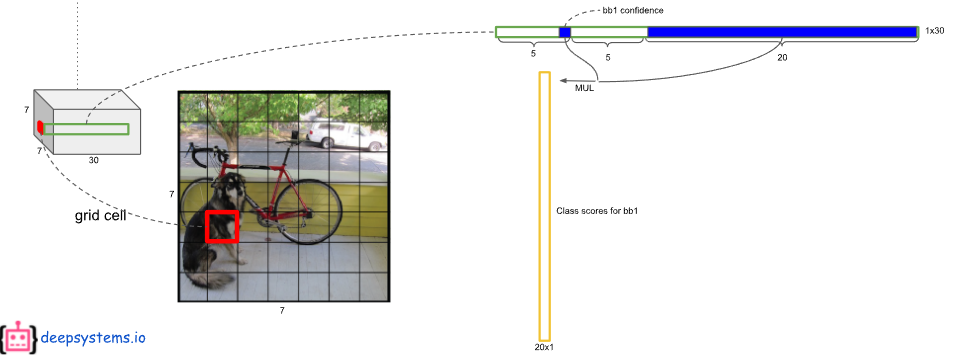 bb1 confidence
1x30
5
5
20
MUL
7
7
30
grid cell
7
7
Class scores for bb1
20x1
deepsystems.io